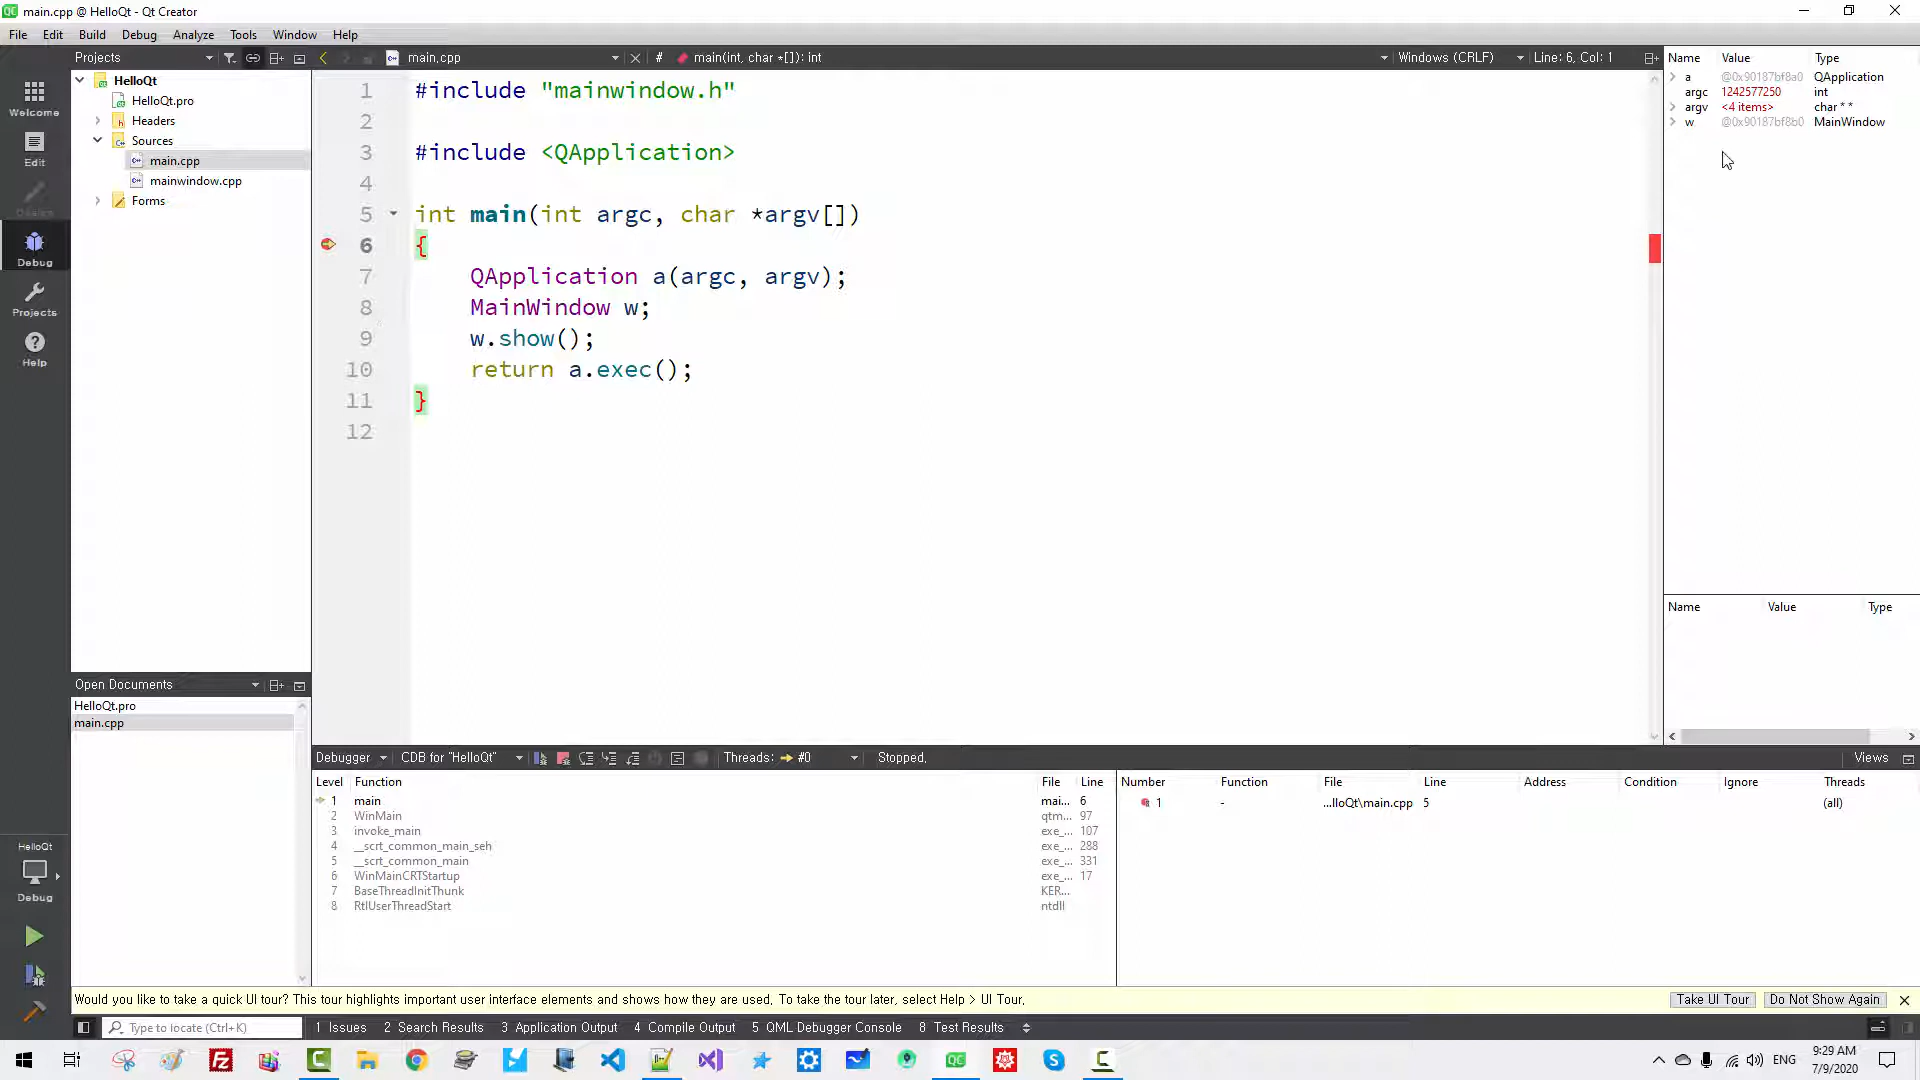 main.cpp @ HelloQt - Qt Creator
File Edit Build Debug Analyze Tools Window Help
Projects
main.cpp
# main(int, char *[]): int
Windows (CRLF)
Line: 6, Col: 1
Welcome
Edit
Design
Debug
Projects
Help
HelloQt
HelloQt.pro
Headers
Sources
main.cpp
mainwindow.cpp
Forms
1 #include "mainwindow.h"
2
3 #include <QApplication>
4
5 int main(int argc, char *argv[])
6 {
7 QApplication a(argc, argv);
8 MainWindow w;
9 w.show();
10 return a.exec();
11 }
12
Name Value Type
a @0x90187bf8a0 QApplication
argc 1242577250 int
argv <4 items> char * *
w @0x90187bf8b0 MainWindow
Name Value Type
Open Documents
HelloQt.pro
main.cpp
Debugger CDB for "HelloQt" Threads: #0 Stopped.
Views
Level Function File Line
1 main mai... 6
2 WinMain qtm... 97
3 invoke_main exe_... 107
4 __scrt_common_main_seh exe_... 288
5 __scrt_common_main exe_... 331
6 WinMainCRTStartup exe_... 17
7 BaseThreadInitThunk KER...
8 RtlUserThreadStart ntdll
Number Function File Line Address Condition Ignore Threads
1 - ...lloQt\main.cpp 5 (all)
HelloQt
Debug
Would you like to take a quick UI tour? This tour highlights important user interface elements and shows how they are used. To take the tour later, select Help > UI Tour.
Take UI Tour
Do Not Show Again
Type to locate (Ctrl+K)
1 Issues 2 Search Results 3 Application Output 4 Compile Output 5 QML Debugger Console 8 Test Results
ENG
9:29 AM
7/9/2020